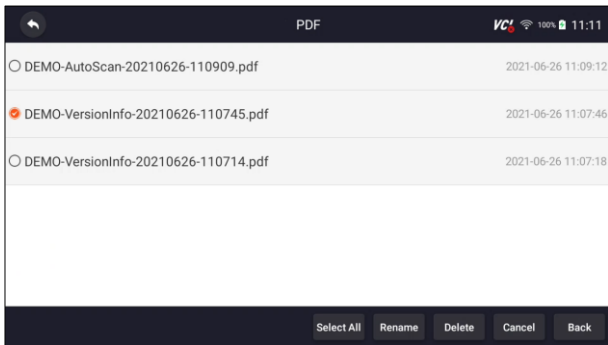 PDF VC! 100% 11:11
DEMO-AutoScan-20210626-110909.pdf 2021-06-26 11:09:12
DEMO-VersionInfo-20210626-110745.pdf 2021-06-26 11:07:46
DEMO-VersionInfo-20210626-110714.pdf 2021-06-26 11:07:18
Select All Rename Delete Cancel Back